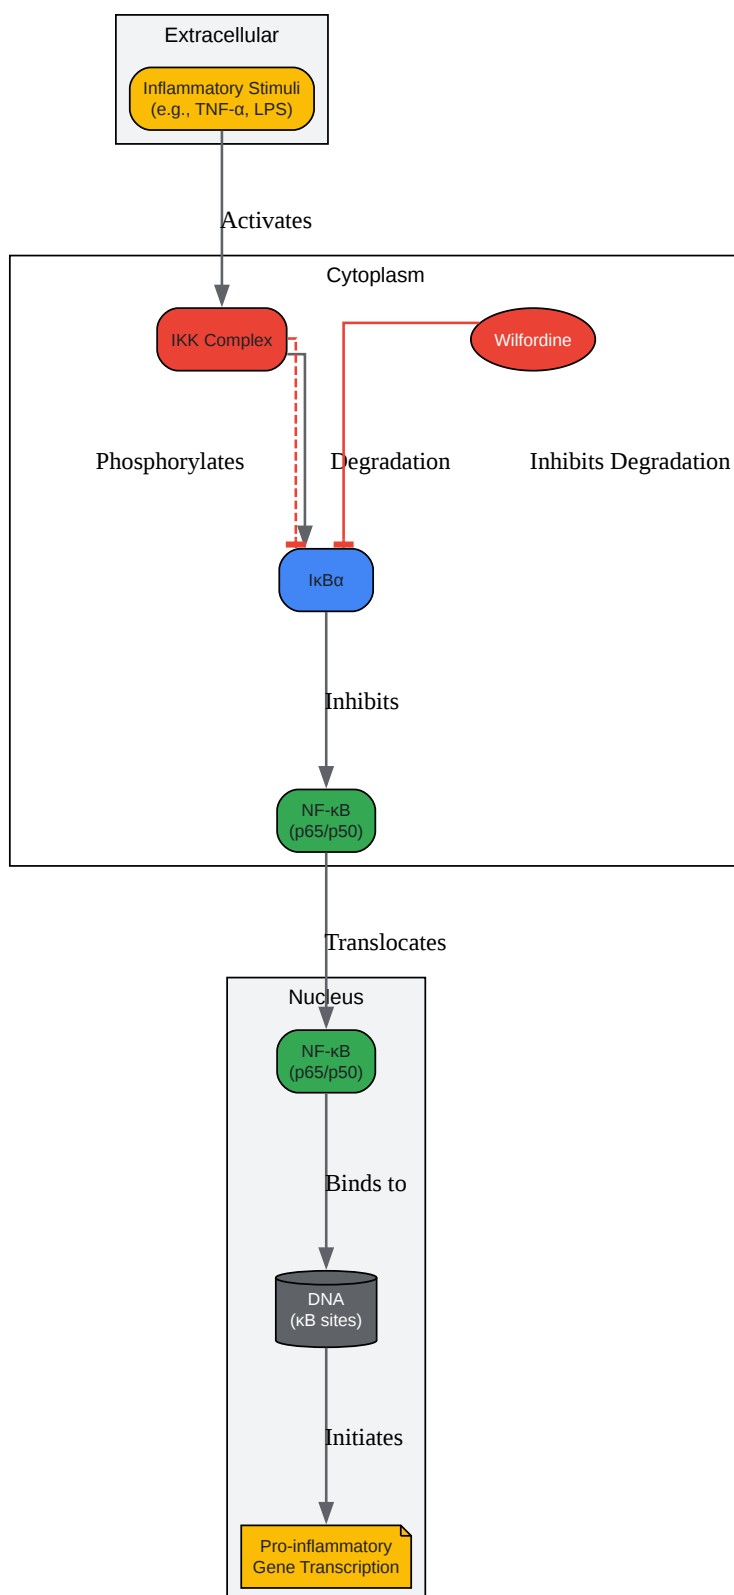 Extracellular
Inflammatory Stimuli
(e.g., TNF-α, LPS)
Activates
Cytoplasm
IKK Complex
Wilfordine
Phosphorylates
Degradation
Inhibits Degradation
IκBα
Inhibits
NF-κB
(p65/p50)
Translocates
Nucleus
NF-κB
(p65/p50)
Binds to
DNA
(κB sites)
Initiates
Pro-inflammatory
Gene Transcription